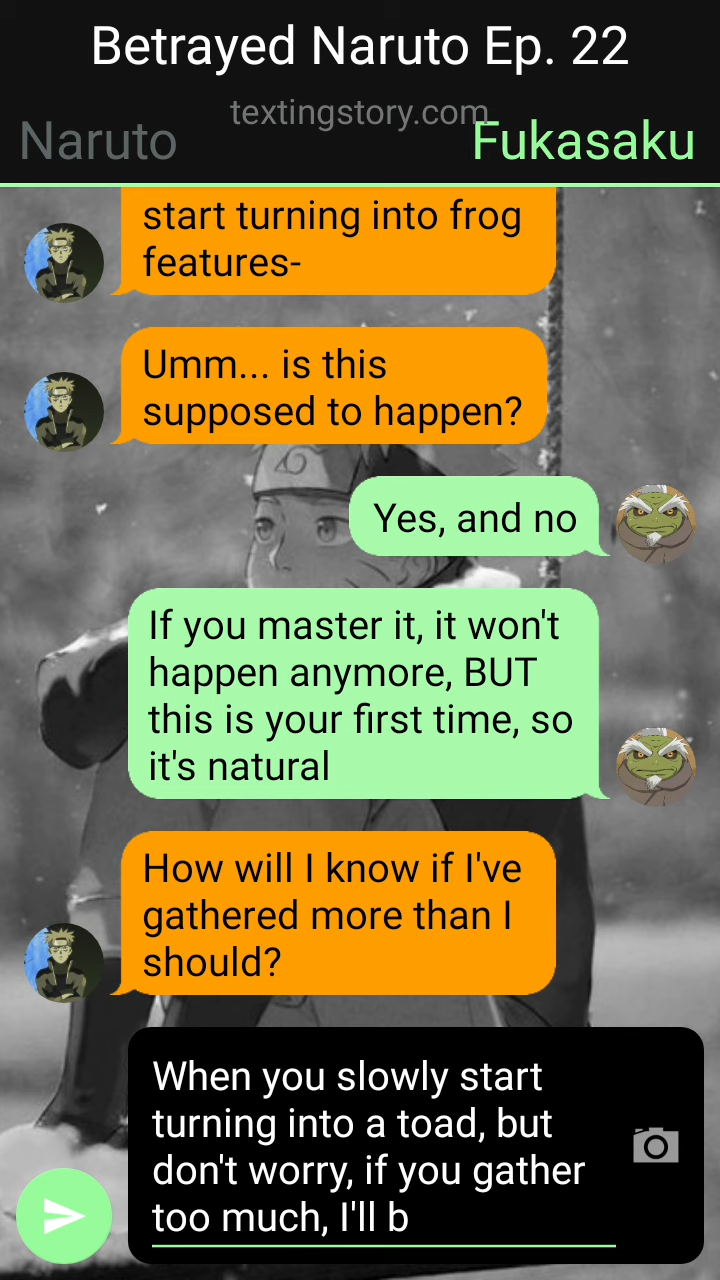 Betrayed Naruto Ep. 22
textingstory.com
Naruto
Fukasaku
start turning into frog
features-
Umm... is this
supposed to happen?
Yes, and no
If you master it, it won't
happen anymore, BUT
this is your first time, so
it's natural
How will I know if I've
gathered more than I
should?
When you slowly start
turning into a toad, but
don't worry, if you gather
too much, I'll b